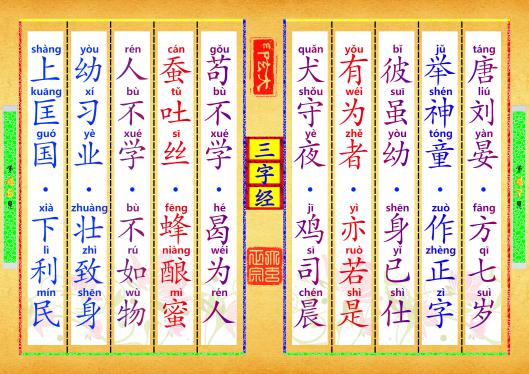 táng liú yàn fāng qī suì
唐刘晏·方七岁
jǔ shén tóng zuò zhèng zì
举神童·作正字
bǐ suī yòu shēn yǐ shì
彼虽幼·身已仕
yǒu wéi zhě yì ruò shì
有为者·亦若是
quǎn shǒu yè jī sī chén
犬守夜·鸡司晨
三字经
gǒu bù xué hé wéi rén
苟不学·曷为人
cán tǔ sī fēng niàng mì
蚕吐丝·蜂酿蜜
rén bù xué bù rú wù
人不学·不如物
yòu xí yè zhuàng zhì shēn
幼习业·壮致身
shàng kuāng guó xià lì mín
上匡国·下利民